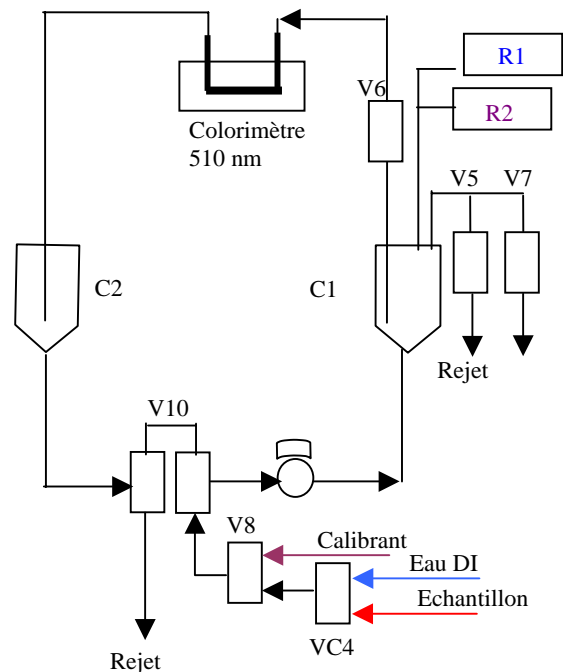 R1
V6
R2
Colorimètre
510 nm
V5 V7
C2
C1
Rejet
V10
V8
Calibrant
Eau DI
Echantillon
VC4
Rejet